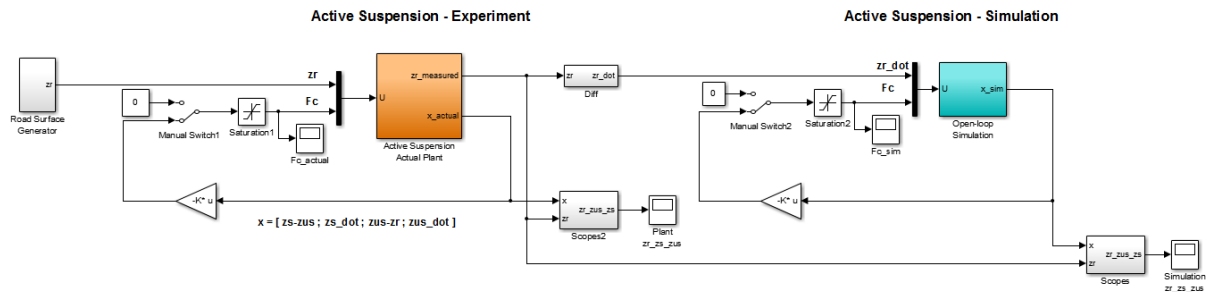 Active Suspension - Experiment
Active Suspension - Simulation
zr
Road Surface
Generator
zr
Fc
0
Manual Switch1
Saturation1
Fc_actual
U
zr_measured
x_actual
Active Suspension
Actual Plant
zr
zr_dot
Diff
zr_dot
Fc
0
Manual Switch2
Saturation2
Fc_sim
U
x_sim
Open-loop
Simulation
-K* u
x = [ zs-zus ; zs_dot ; zus-zr ; zus_dot ]
x
zr
zr_zus_zs
Scopes2
Plant
zr_zs_zus
-K* u
x
zr
zr_zus_zs
Scopes
Simulation
zr_zs_zus